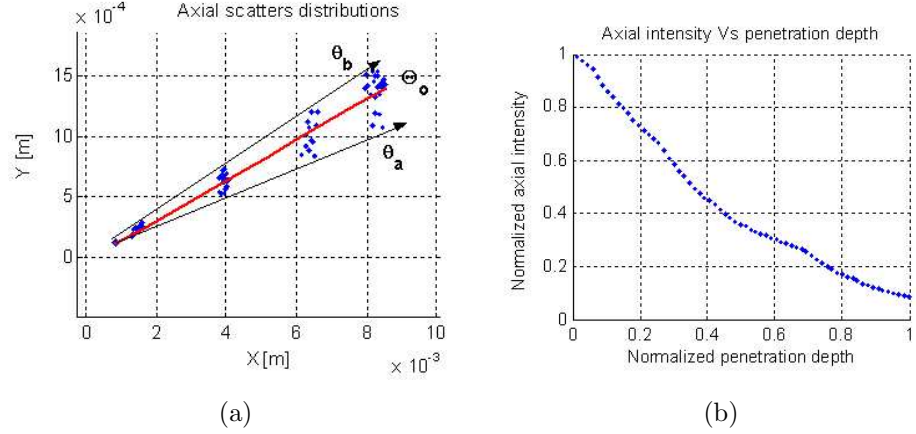 Axial scatters distributions
× 10⁻⁴
15
10
5
0
Y [m]
θb
Θo
θa
0
2
4
6
8
10
X [m]
× 10⁻³
(a)
Axial intensity Vs penetration depth
1
0.8
0.6
0.4
0.2
0
Normalized axial intensity
0
0.2
0.4
0.6
0.8
1
Normalized penetration depth
(b)